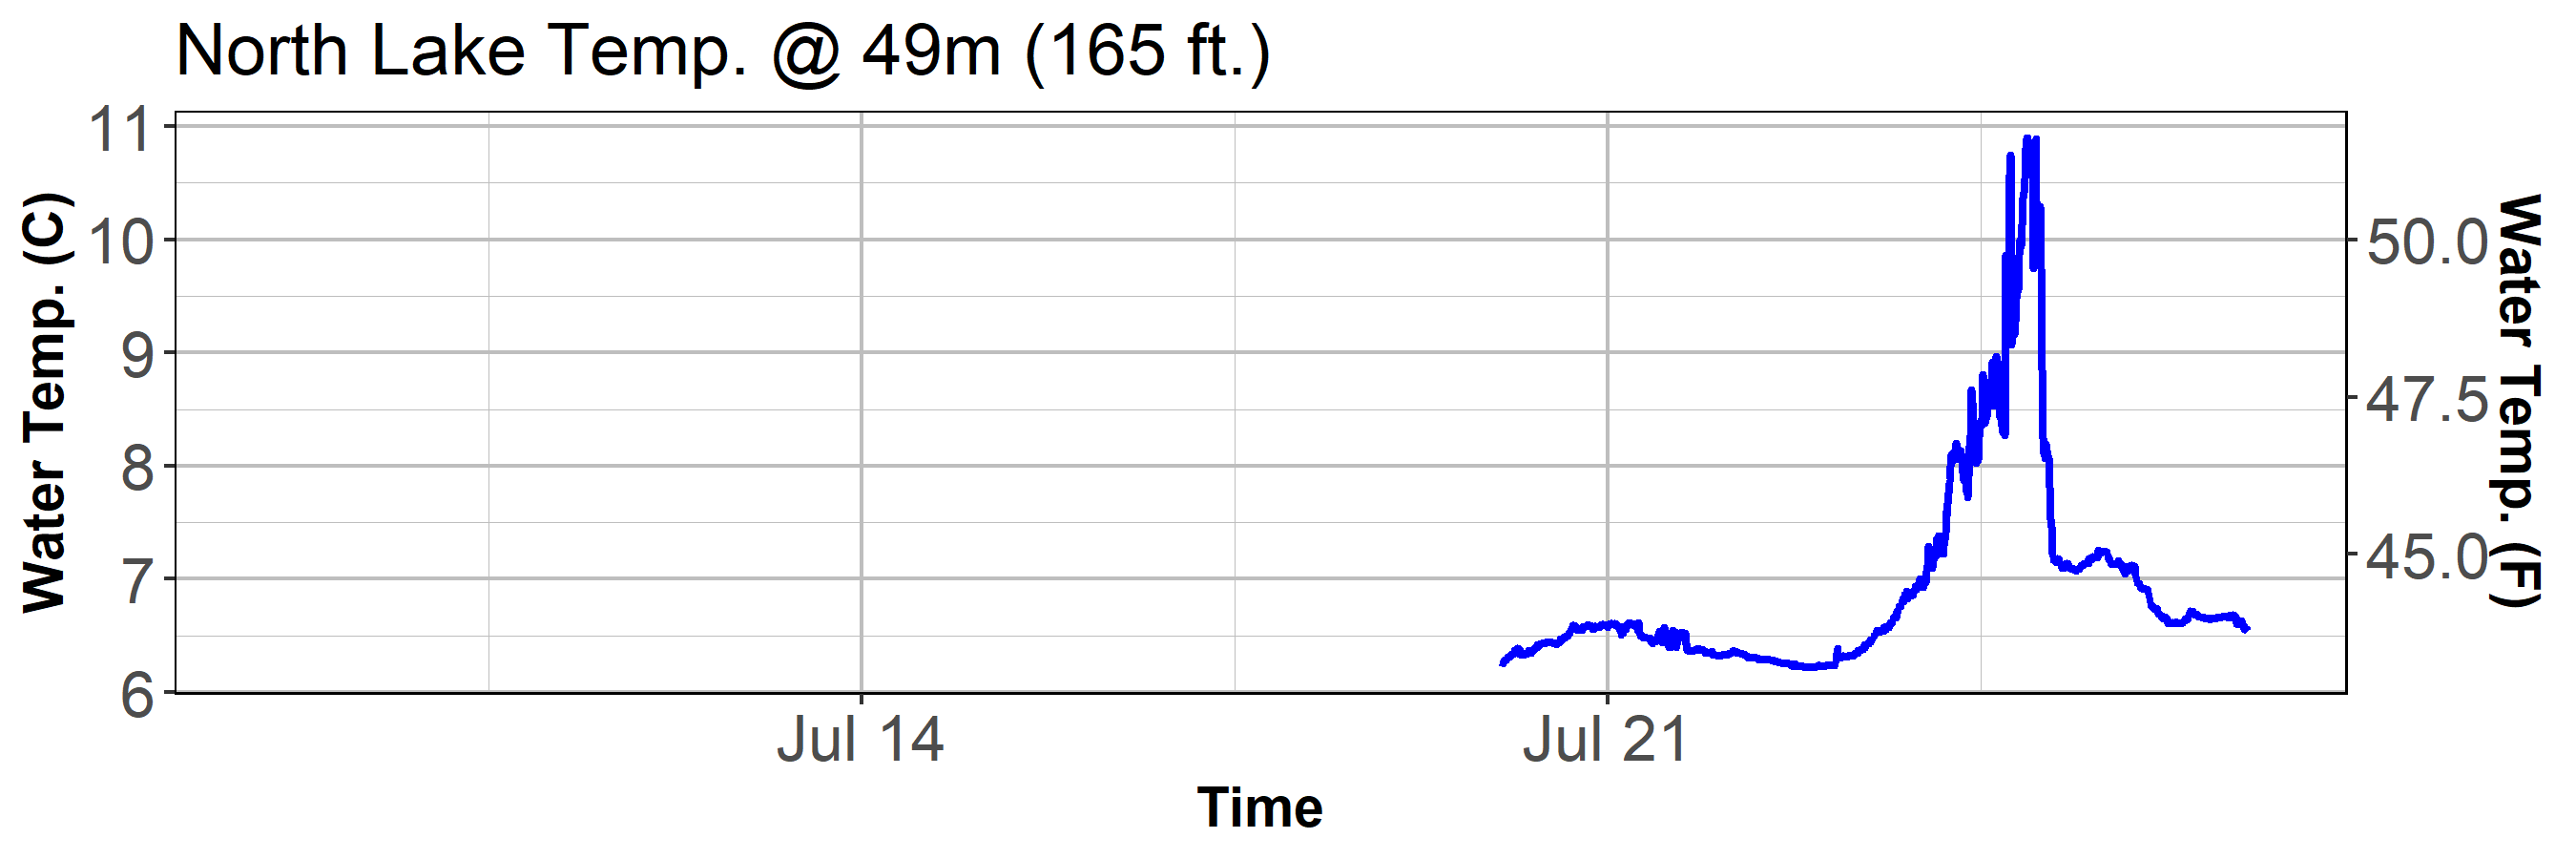 North Lake Temp. @ 49m (165 ft.)
Water Temp. (C)
11
10
9
8
7
6
50.0
47.5
45.0
Water Temp. (F)
Jul 14
Jul 21
Time